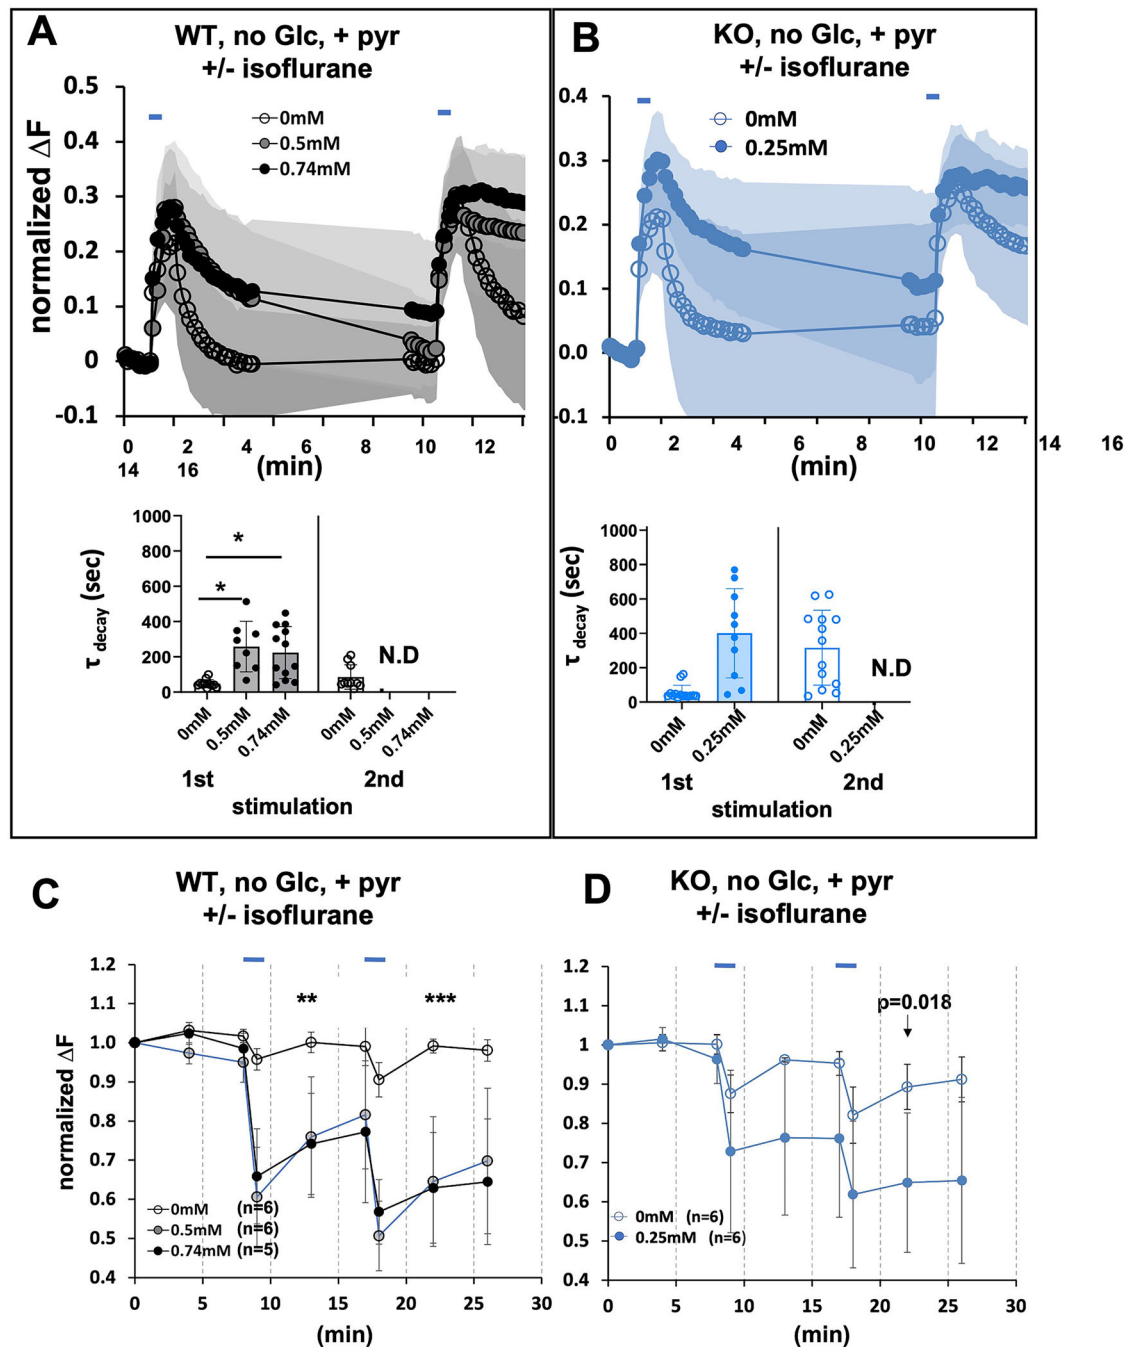 A
WT, no Glc, + pyr
+/- isoflurane
normalized ΔF
0.5
0.4
0.3
0.2
0.1
0
-0.1
0mM
0.5mM
0.74mM
0 2 4 6 8 10 12
14 16
(min)
τ decay (sec)
1000
800
600
400
200
0
*
*
N.D
0mM 0.5mM 0.74mM 0mM 0.5mM 0.74mM
1st 2nd
stimulation
B
KO, no Glc, + pyr
+/- isoflurane
0.4
0.3
0.2
0.1
0.0
-0.1
0mM
0.25mM
0 2 4 6 8 10 12 14 16
(min)
τ decay (sec)
1000
800
600
400
200
0
N.D
0mM 0.25mM 0mM 0.25mM
1st 2nd
stimulation
C
WT, no Glc, + pyr
+/- isoflurane
normalized ΔF
1.2
1.1
1.0
0.9
0.8
0.7
0.6
0.5
0.4
** ***
0mM (n=6)
0.5mM (n=6)
0.74mM (n=5)
0 5 10 15 20 25 30
(min)
D
KO, no Glc, + pyr
+/- isoflurane
1.2
1.1
1
0.9
0.8
0.7
0.6
0.5
0.4
p=0.018
0mM (n=6)
0.25mM (n=6)
0 5 10 15 20 25 30
(min)